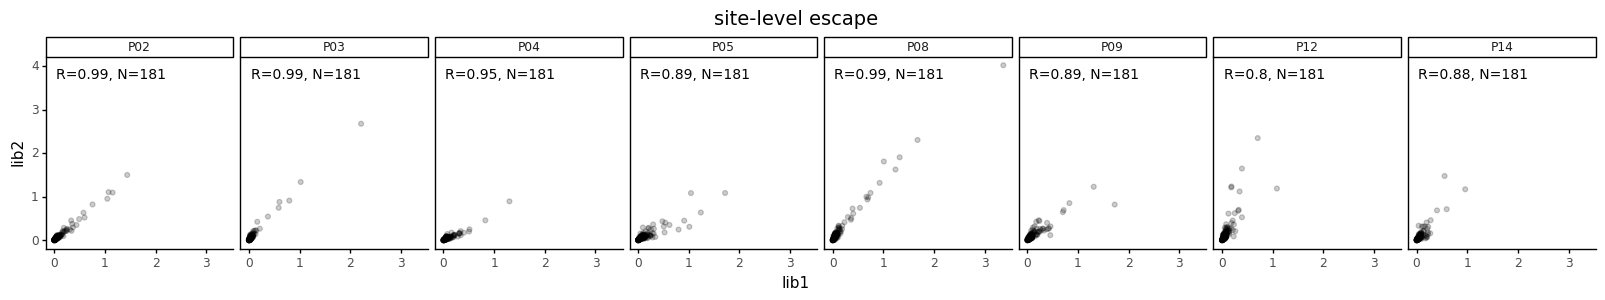 site-level escape
P02 P03 P04 P05 P08 P09 P12 P14
R=0.99, N=181 R=0.99, N=181 R=0.95, N=181 R=0.89, N=181 R=0.99, N=181 R=0.89, N=181 R=0.8, N=181 R=0.88, N=181
4
3
2
1
0
lib2
0 1 2 3 0 1 2 3 0 1 2 3 0 1 2 3 0 1 2 3 0 1 2 3 0 1 2 3 0 1 2 3
lib1